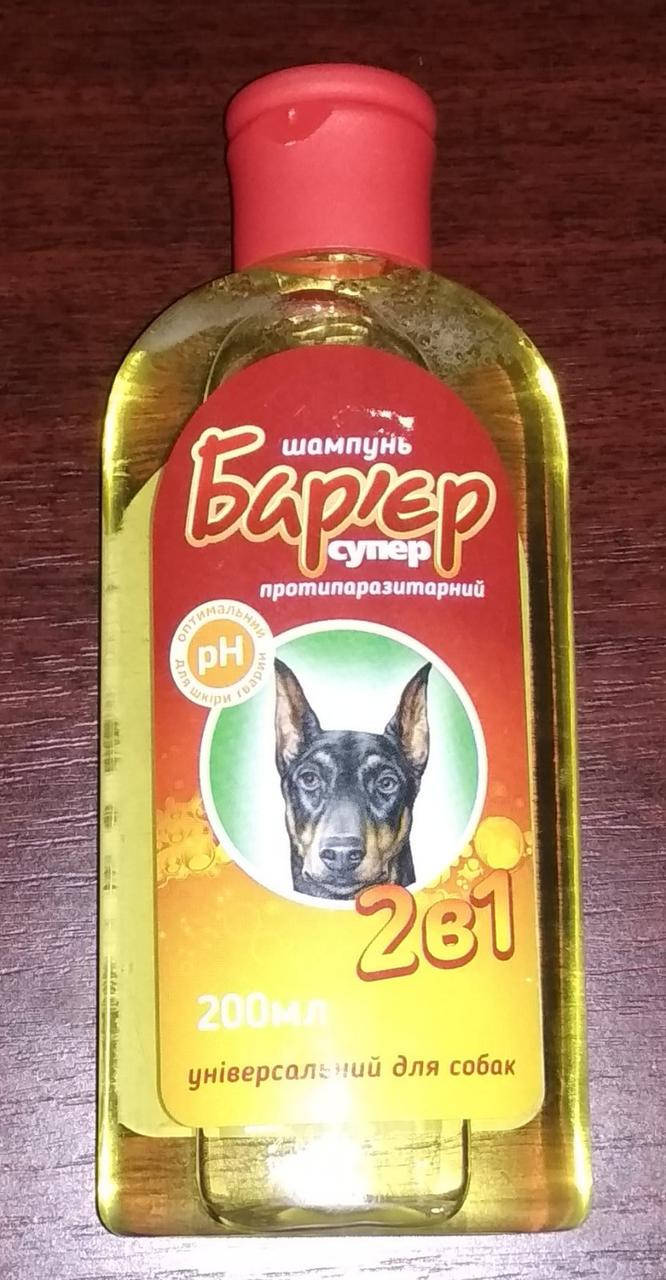 шампунь
Бар'єр
супер
протипаразитарний
оптимальний
pH
для шкіри тварин
2в1
200мл
універсальний для собак